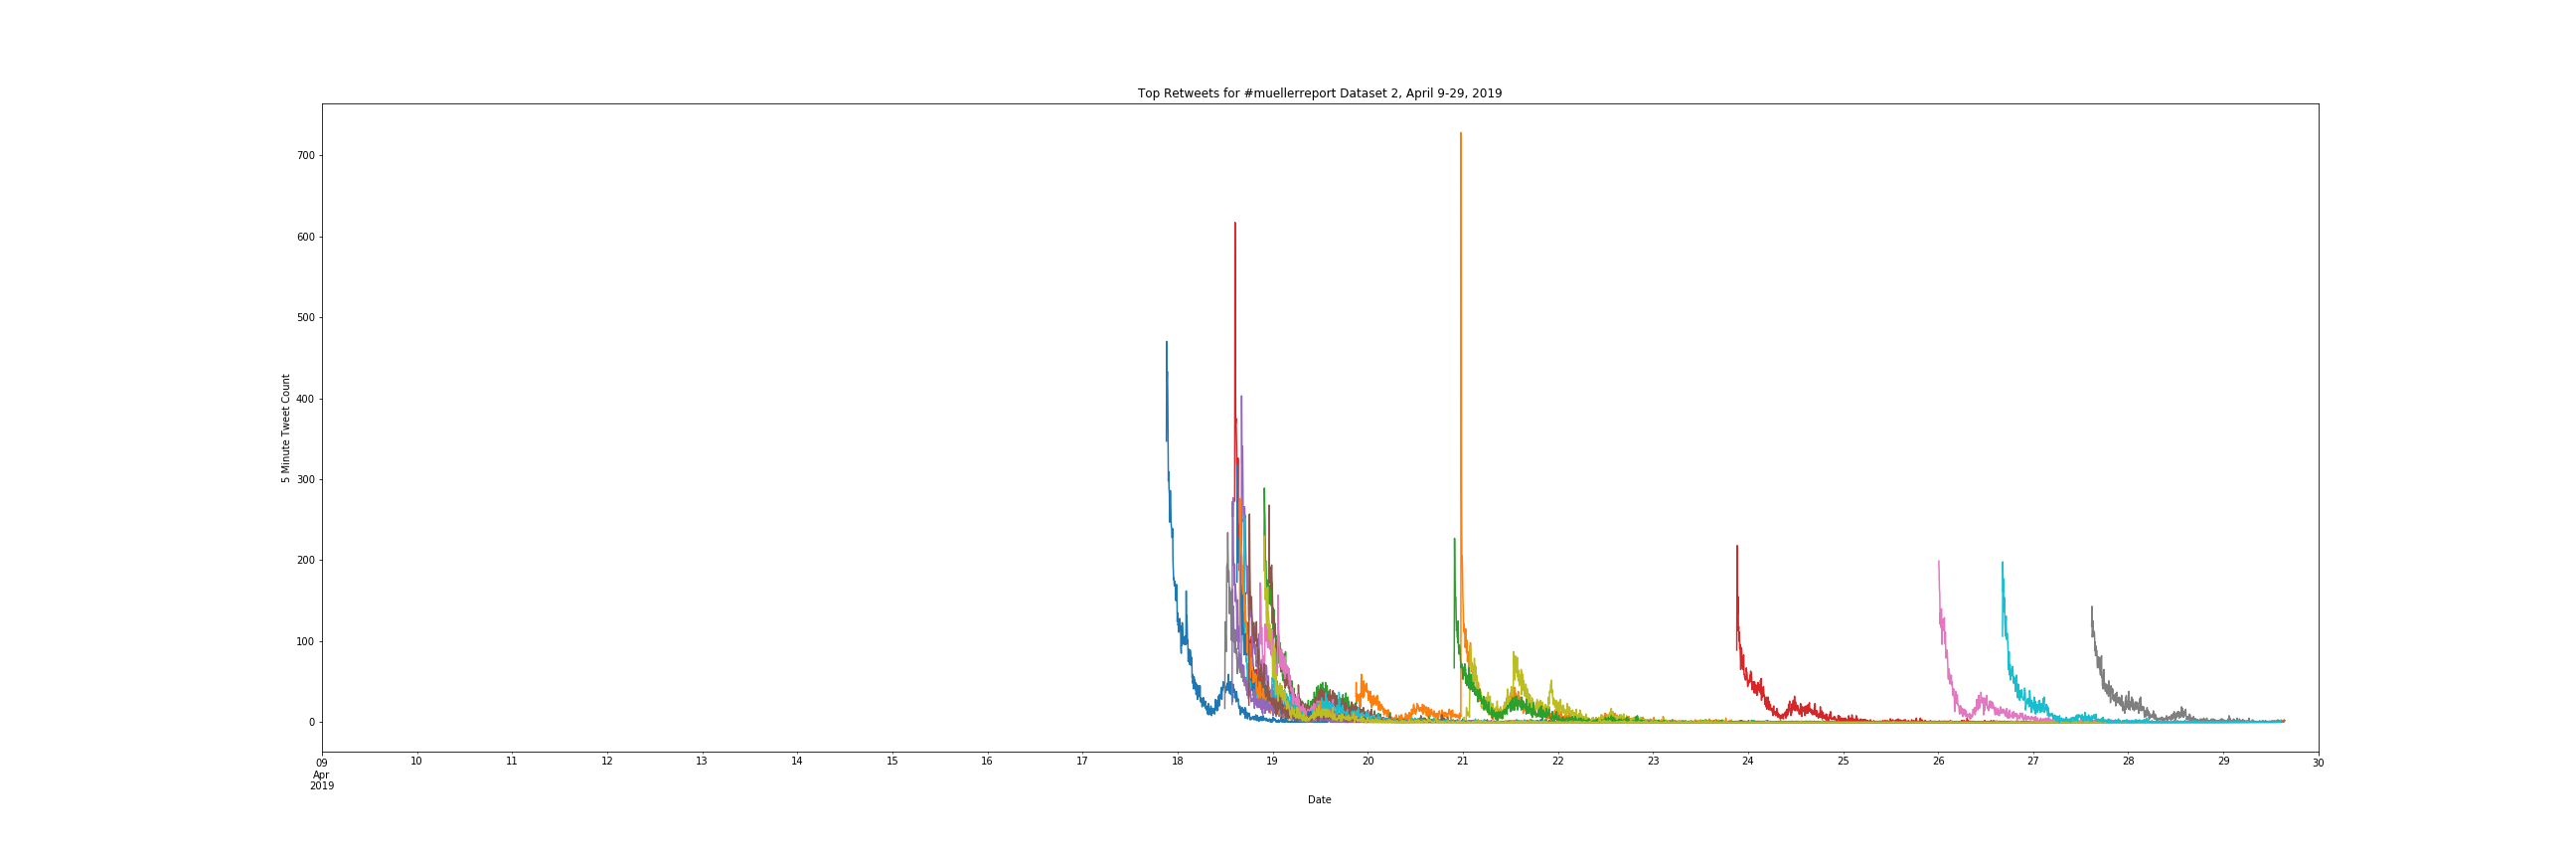 Top Retweets for #muellerreport Dataset 2, April 9-29, 2019
700
600
500
400
300
200
100
0
5 Minute Tweet Count
09 10 11 12 13 14 15 16 17 18 19 20 21 22 23 24 25 26 27 28 29 30
Apr
2019
Date